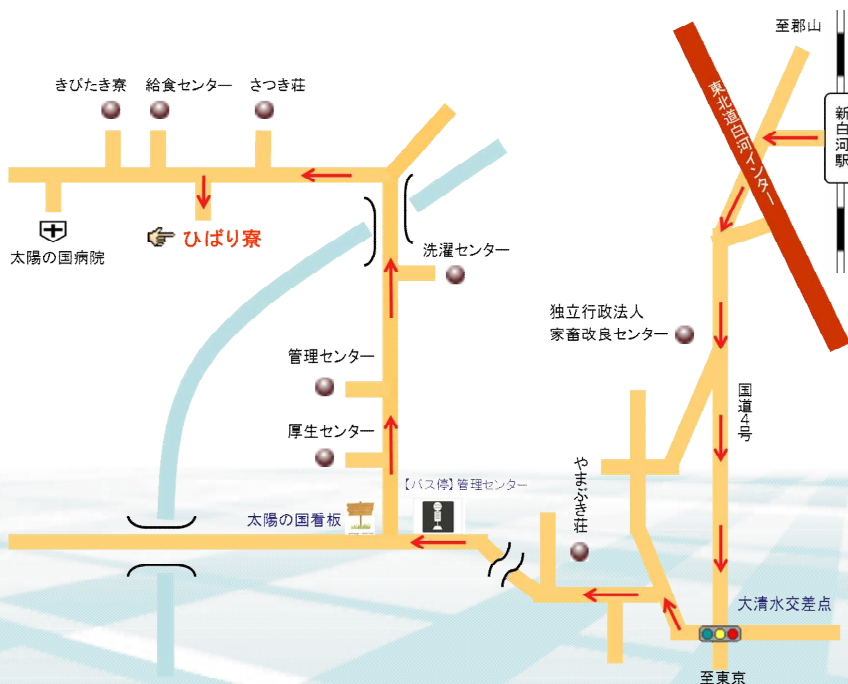 至郡山
きびたき寮
給食センター
さつき荘
東北道白河インター
新白河駅
ひばり寮
太陽の国病院
洗濯センター
独立行政法人
家畜改良センター
管理センター
国道4号
厚生センター
やまぶき荘
【バス停】管理センター
太陽の国看板
大清水交差点
至東京